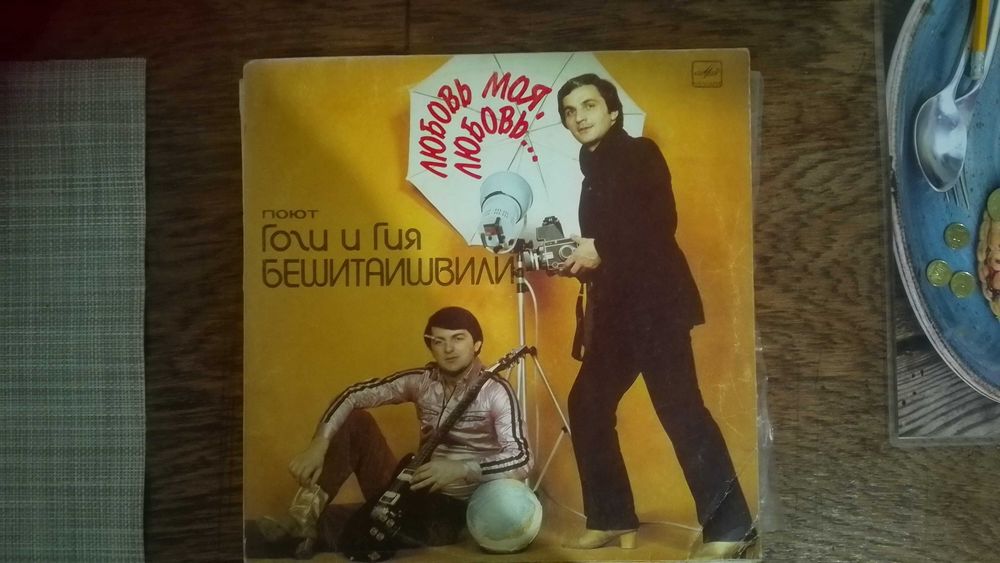 ЛЮБОВЬ МОЯ,
ЛЮБОВЬ...
ПОЮТ
Гоги и Гия
БЕШИТАИШВИЛИ